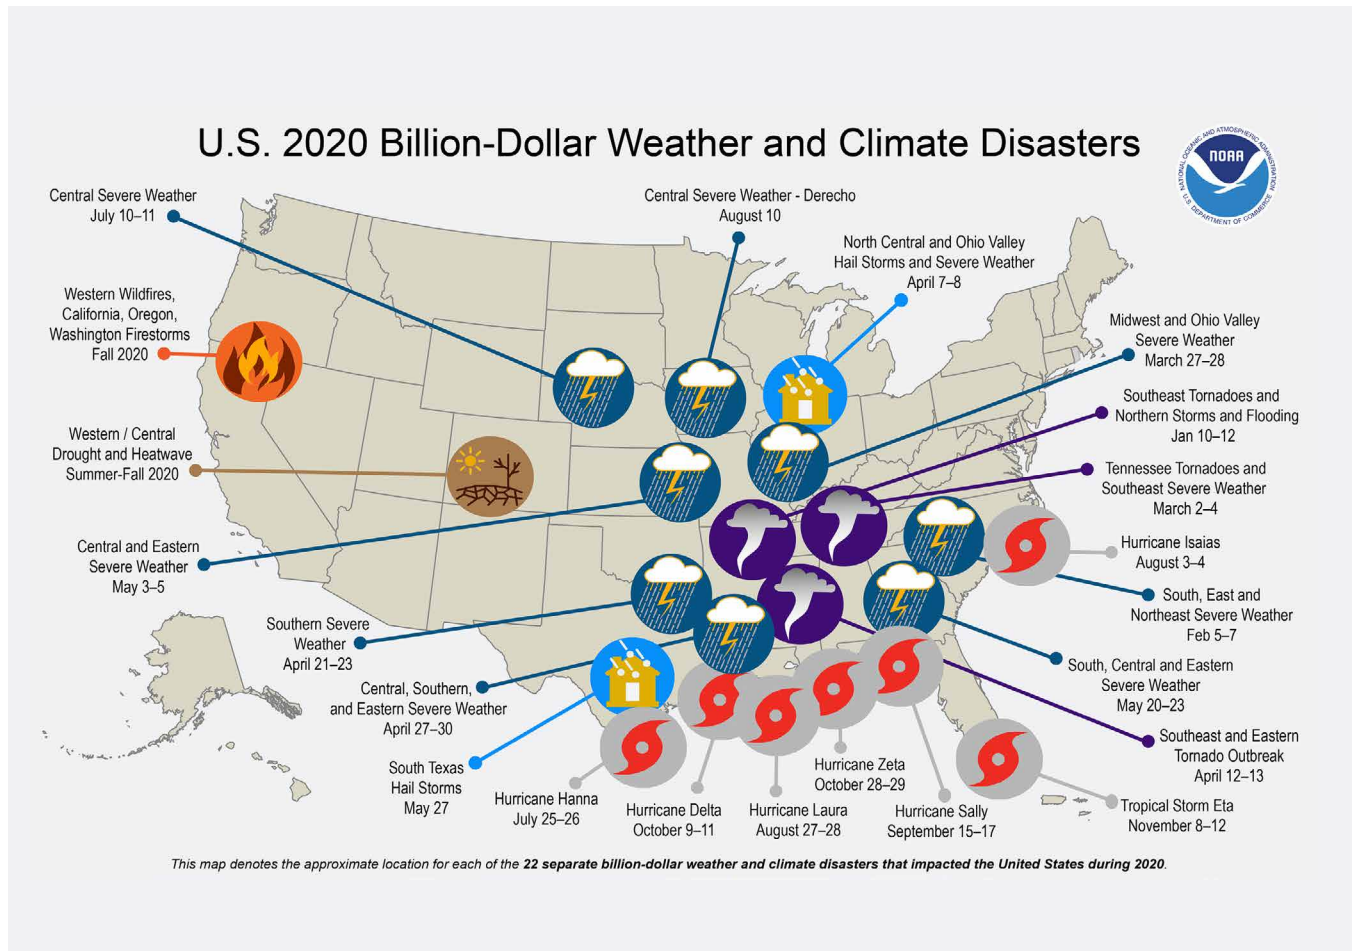 U.S. 2020 Billion-Dollar Weather and Climate Disasters
NATIONAL OCEANIC AND ATMOSPHERIC ADMINISTRATION
NOAA
U.S. DEPARTMENT OF COMMERCE
Central Severe Weather
July 10–11
Central Severe Weather - Derecho
August 10
North Central and Ohio Valley
Hail Storms and Severe Weather
April 7–8
Western Wildfires,
California, Oregon,
Washington Firestorms
Fall 2020
Midwest and Ohio Valley
Severe Weather
March 27–28
Southeast Tornadoes and
Northern Storms and Flooding
Jan 10–12
Western / Central
Drought and Heatwave
Summer-Fall 2020
Tennessee Tornadoes and
Southeast Severe Weather
March 2–4
Central and Eastern
Severe Weather
May 3–5
Hurricane Isaias
August 3–4
South, East and
Northeast Severe Weather
Feb 5–7
Southern Severe
Weather
April 21–23
South, Central and Eastern
Severe Weather
May 20–23
Central, Southern,
and Eastern Severe Weather
April 27–30
Southeast and Eastern
Tornado Outbreak
April 12–13
South Texas
Hail Storms
May 27
Hurricane Hanna
July 25–26
Hurricane Delta
October 9–11
Hurricane Laura
August 27–28
Hurricane Zeta
October 28–29
Hurricane Sally
September 15–17
Tropical Storm Eta
November 8–12
This map denotes the approximate location for each of the 22 separate billion-dollar weather and climate disasters that impacted the United States during 2020.